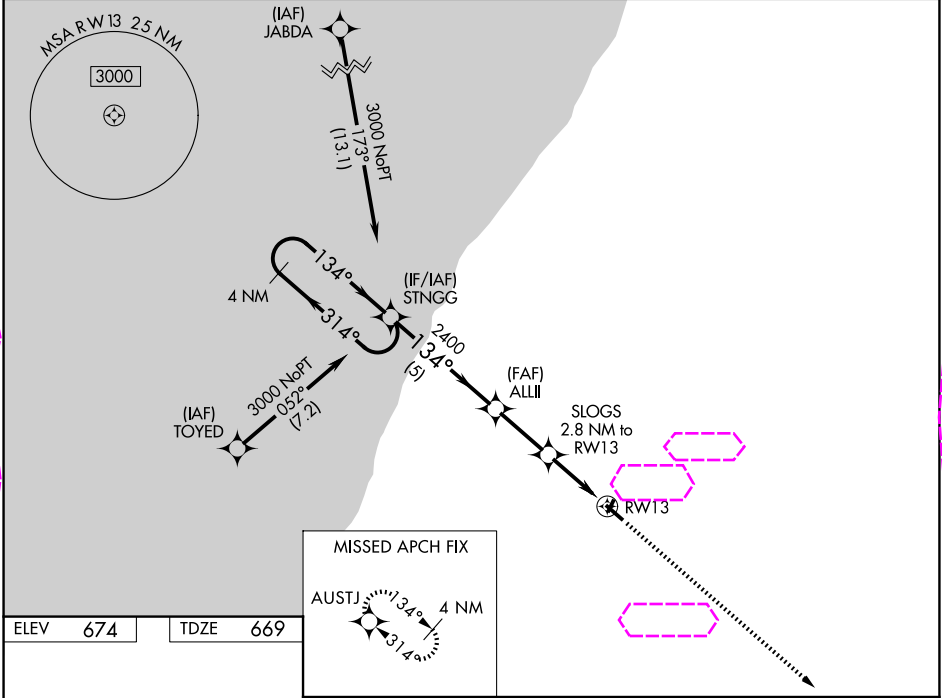 MSA RW13 25 NM
3000
(IAF)
JABDA
3000 NoPT
173°
(13.1)
134°
4 NM
314°
(IF/IAF)
STNGG
2400
134°
(5)
(FAF)
ALLII
3000 NoPT
052°
(7.2)
(IAF)
TOYED
SLOGS
2.8 NM to
RW13
RW13
MISSED APCH FIX
AUSTJ
134°
4 NM
314°
ELEV 674
TDZE 669